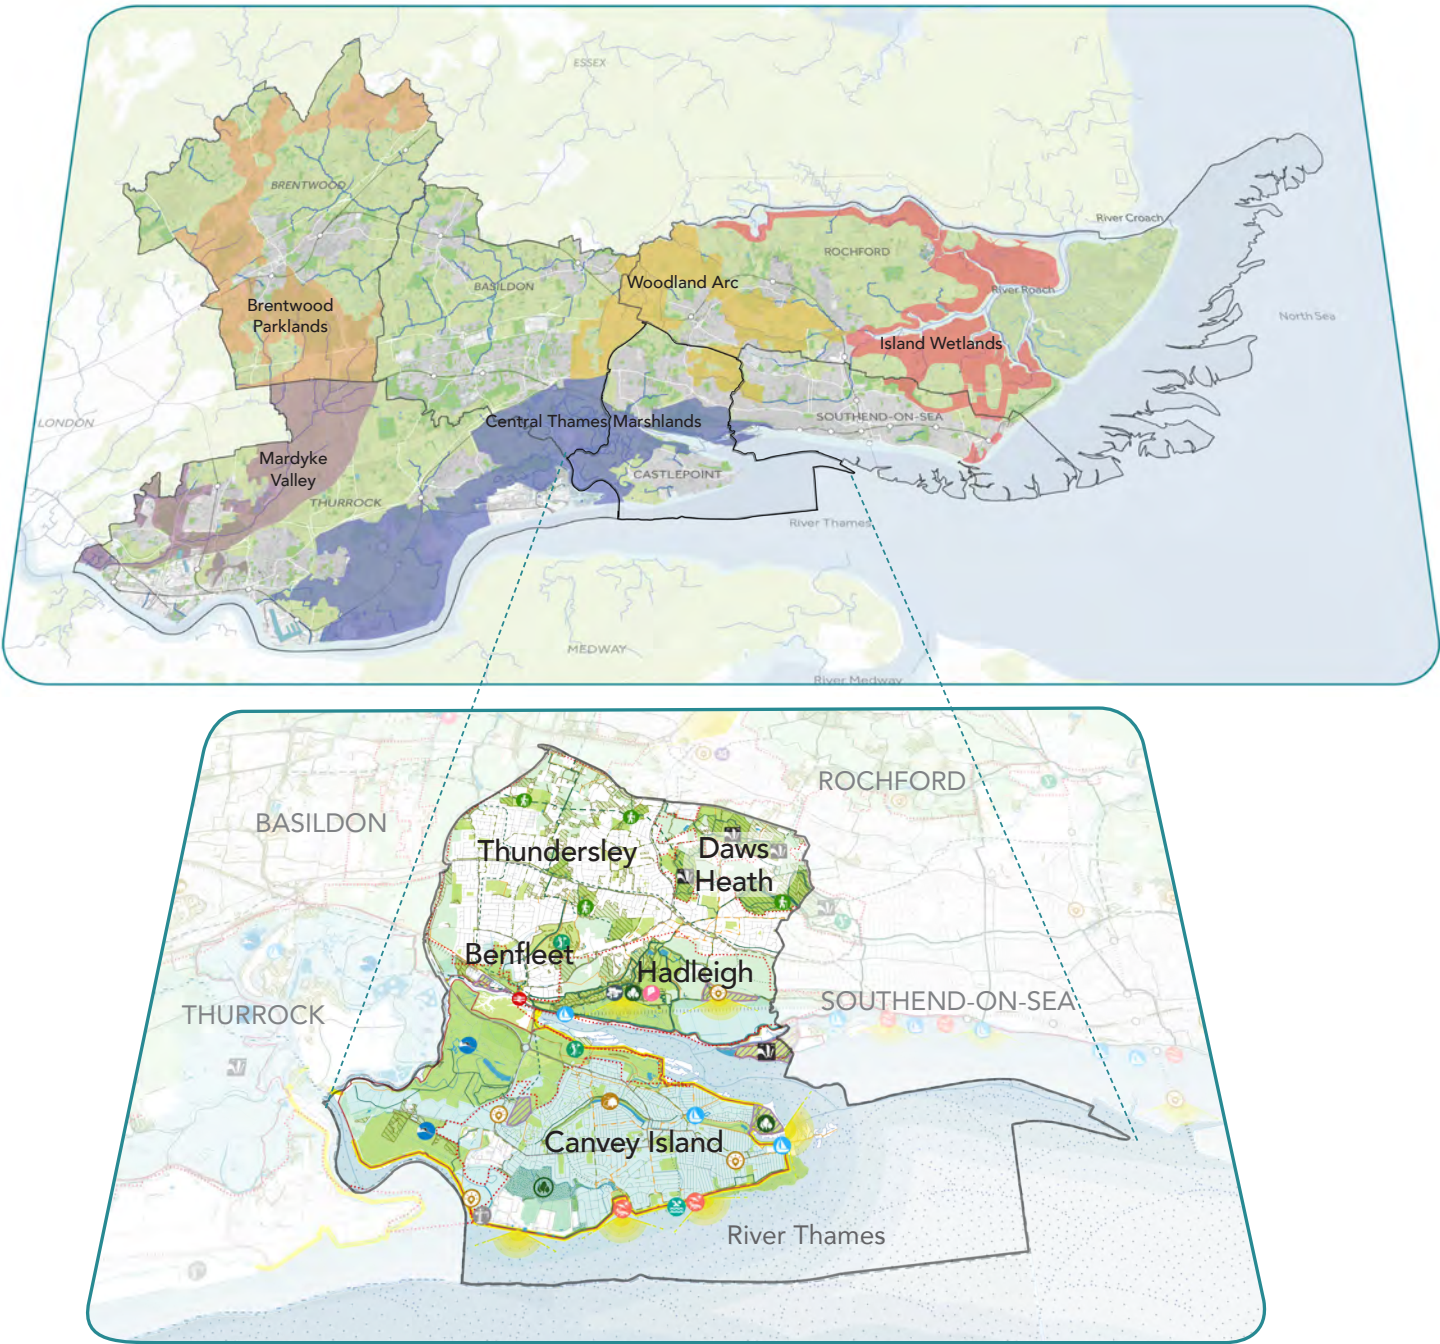 ESSEX
BRENTWOOD
River Croach
ROCHFORD
BASILDON
Woodland Arc
River Roach
Brentwood
Parklands
North Sea
Island Wetlands
LONDON
Central Thames Marshlands
SOUTHEND-ON-SEA
Mardyke
Valley
CASTLEPOINT
THURROCK
River Thames
MEDWAY
River Medway
ROCHFORD
BASILDON
Thundersley
Daws
Heath
Benfleet
Hadleigh
THURROCK
SOUTHEND-ON-SEA
Canvey Island
River Thames